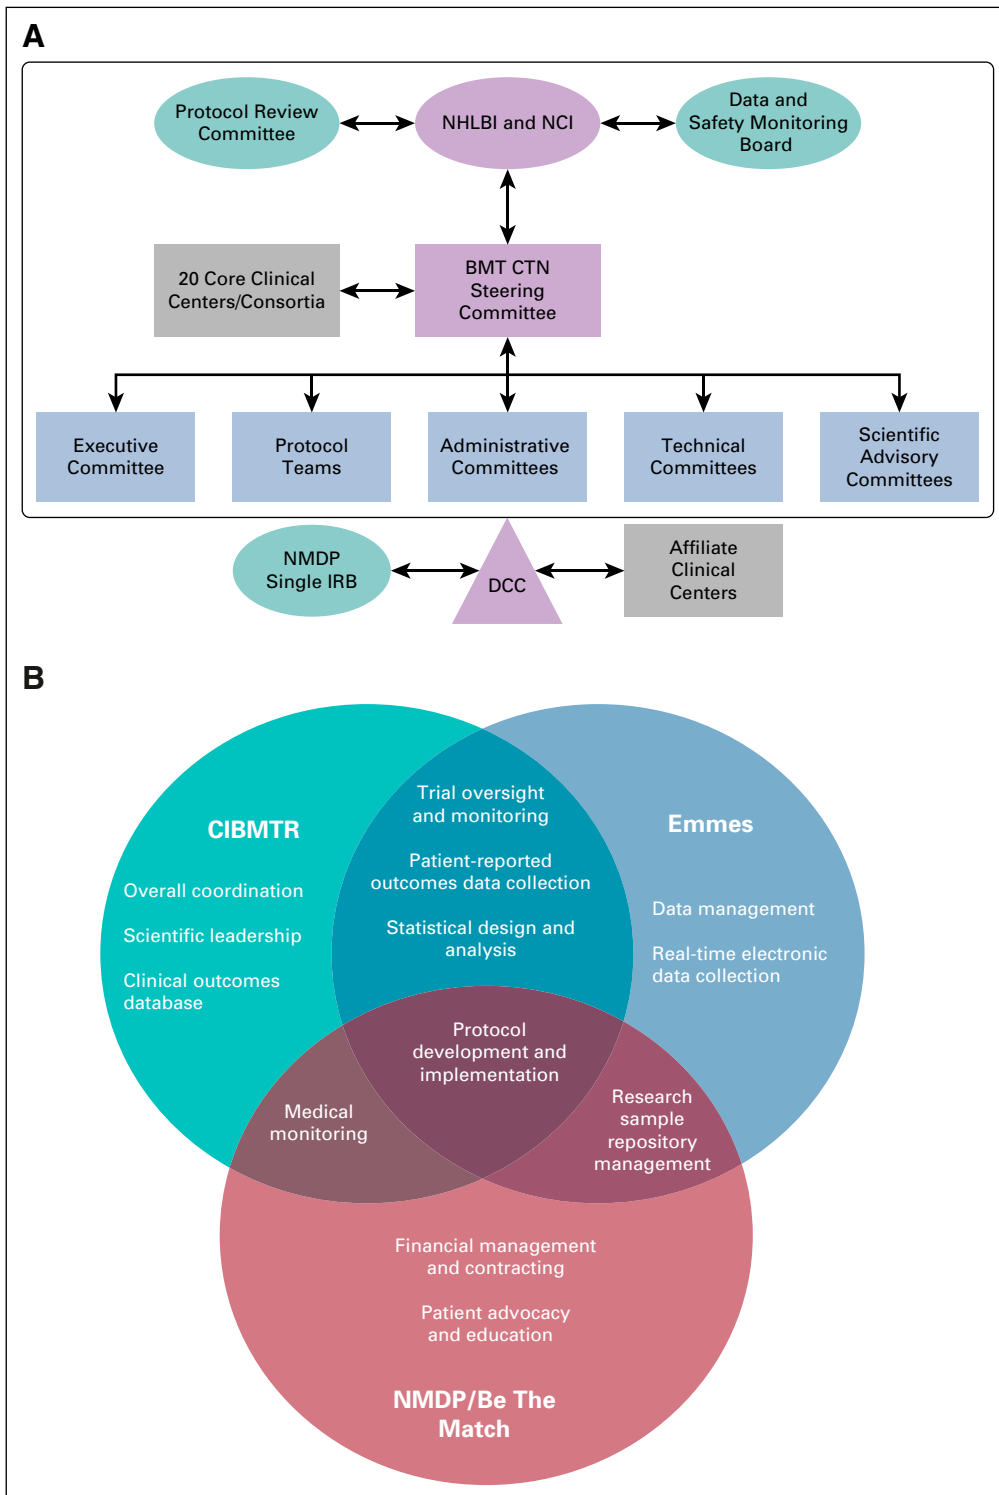 A
Protocol Review
Committee
NHLBI and NCI
Data and
Safety Monitoring
Board
20 Core Clinical
Centers/Consortia
BMT CTN
Steering
Committee
Executive
Committee
Protocol
Teams
Administrative
Committees
Technical
Committees
Scientific
Advisory
Committees
NMDP
Single IRB
DCC
Affiliate
Clinical
Centers
B
CIBMTR
Overall coordination
Scientific leadership
Clinical outcomes
database
Trial oversight
and monitoring
Patient-reported
outcomes data collection
Statistical design and
analysis
Emmes
Data management
Real-time electronic
data collection
Protocol
development and
implementation
Medical
monitoring
Research
sample
repository
management
Financial management
and contracting
Patient advocacy
and education
NMDP/Be The
Match